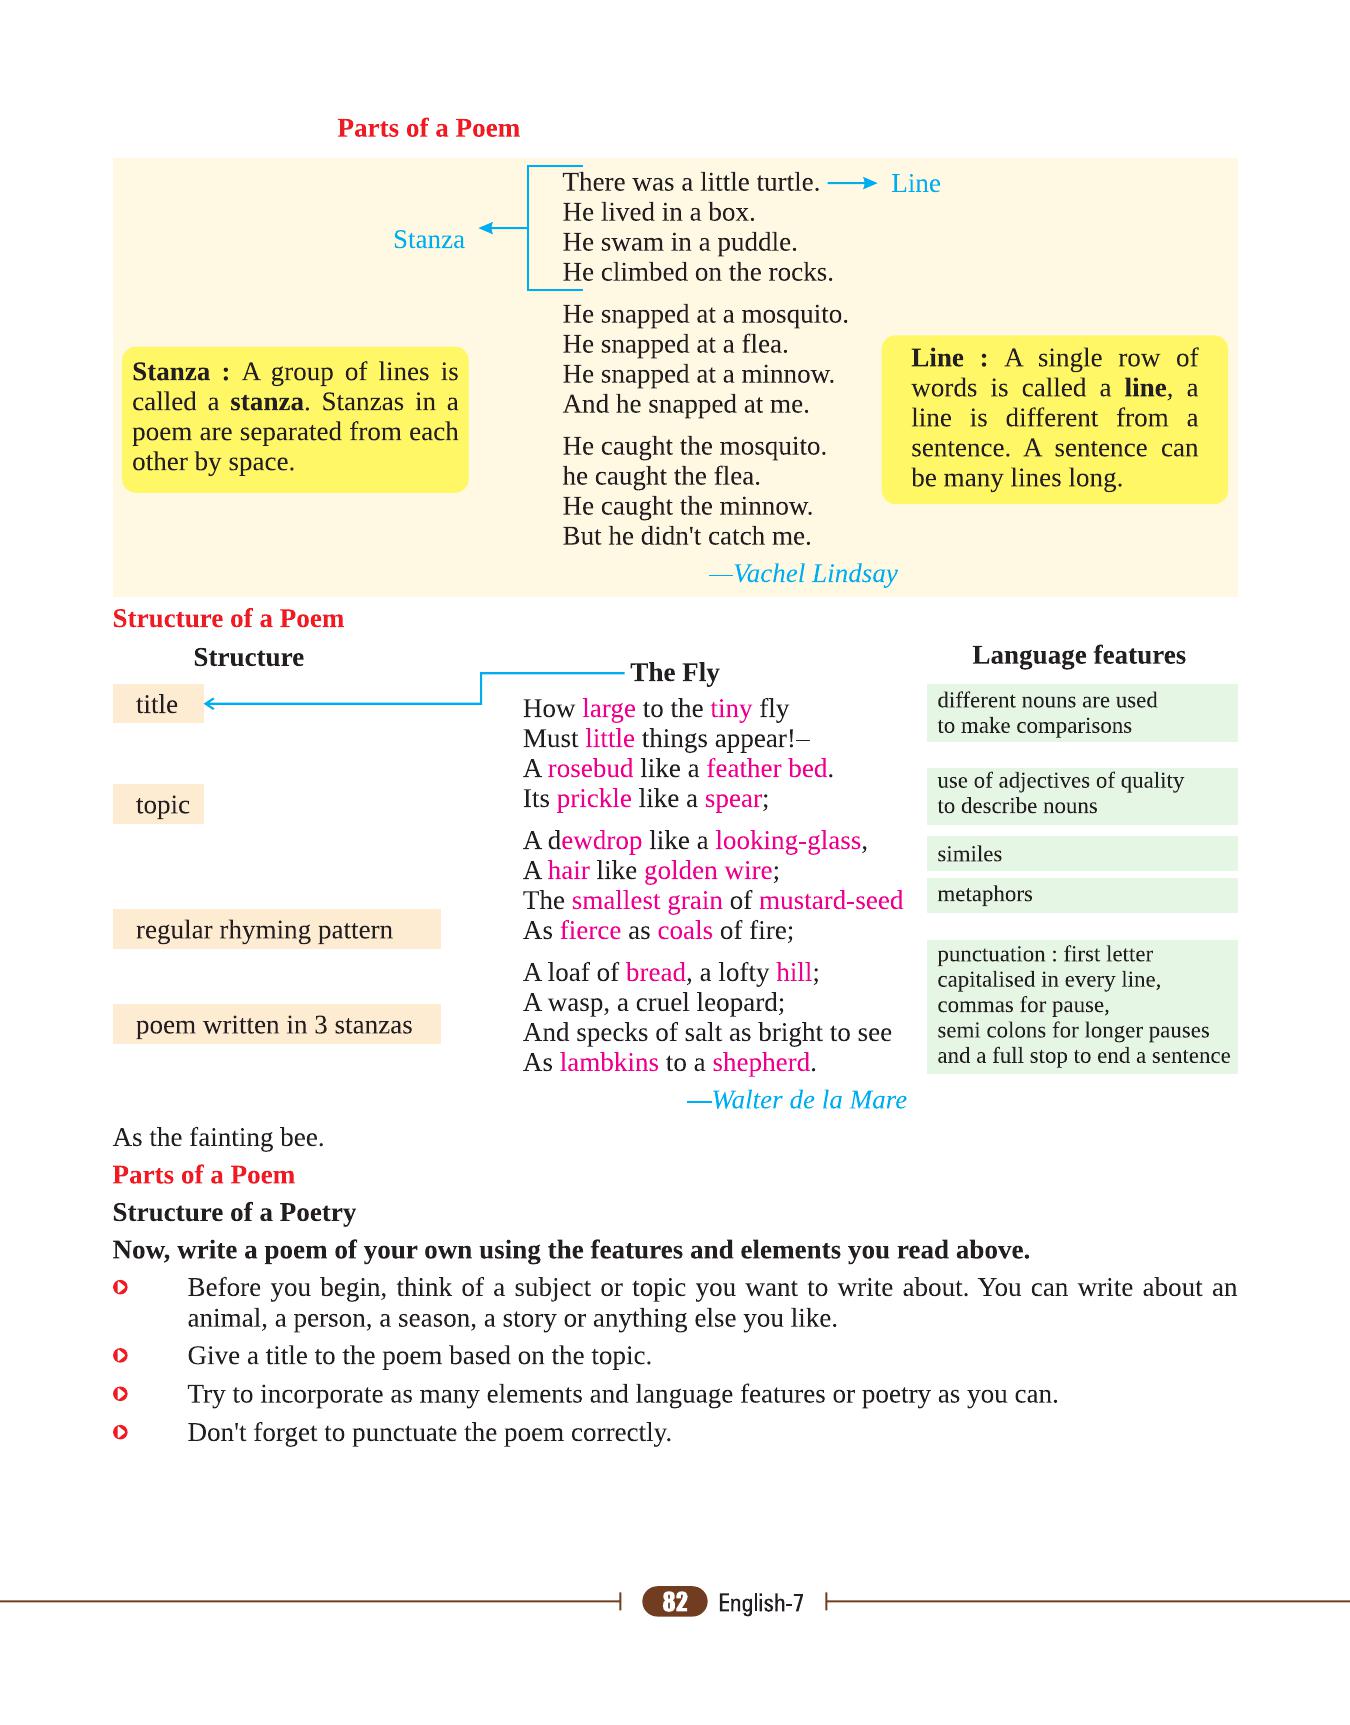 Parts of a Poem
There was a little turtle.
Line
He lived in a box.
Stanza
He swam in a puddle.
He climbed on the rocks.
He snapped at a mosquito.
He snapped at a flea.
He snapped at a minnow.
And he snapped at me.
He caught the mosquito.
he caught the flea.
He caught the minnow.
But he didn't catch me.
—Vachel Lindsay
Stanza : A group of lines is
called a stanza. Stanzas in a
poem are separated from each
other by space.
Line : A single row of
words is called a line, a
line is different from a
sentence. A sentence can
be many lines long.
Structure of a Poem
Structure
title
topic
regular rhyming pattern
poem written in 3 stanzas
The Fly
How large to the tiny fly
Must little things appear!–
A rosebud like a feather bed.
Its prickle like a spear;
A dewdrop like a looking-glass,
A hair like golden wire;
The smallest grain of mustard-seed
As fierce as coals of fire;
A loaf of bread, a lofty hill;
A wasp, a cruel leopard;
And specks of salt as bright to see
As lambkins to a shepherd.
—Walter de la Mare
Language features
different nouns are used
to make comparisons
use of adjectives of quality
to describe nouns
similes
metaphors
punctuation : first letter
capitalised in every line,
commas for pause,
semi colons for longer pauses
and a full stop to end a sentence
As the fainting bee.
Parts of a Poem
Structure of a Poetry
Now, write a poem of your own using the features and elements you read above.
Before you begin, think of a subject or topic you want to write about. You can write about an
animal, a person, a season, a story or anything else you like.
Give a title to the poem based on the topic.
Try to incorporate as many elements and language features or poetry as you can.
Don't forget to punctuate the poem correctly.
82 English-7